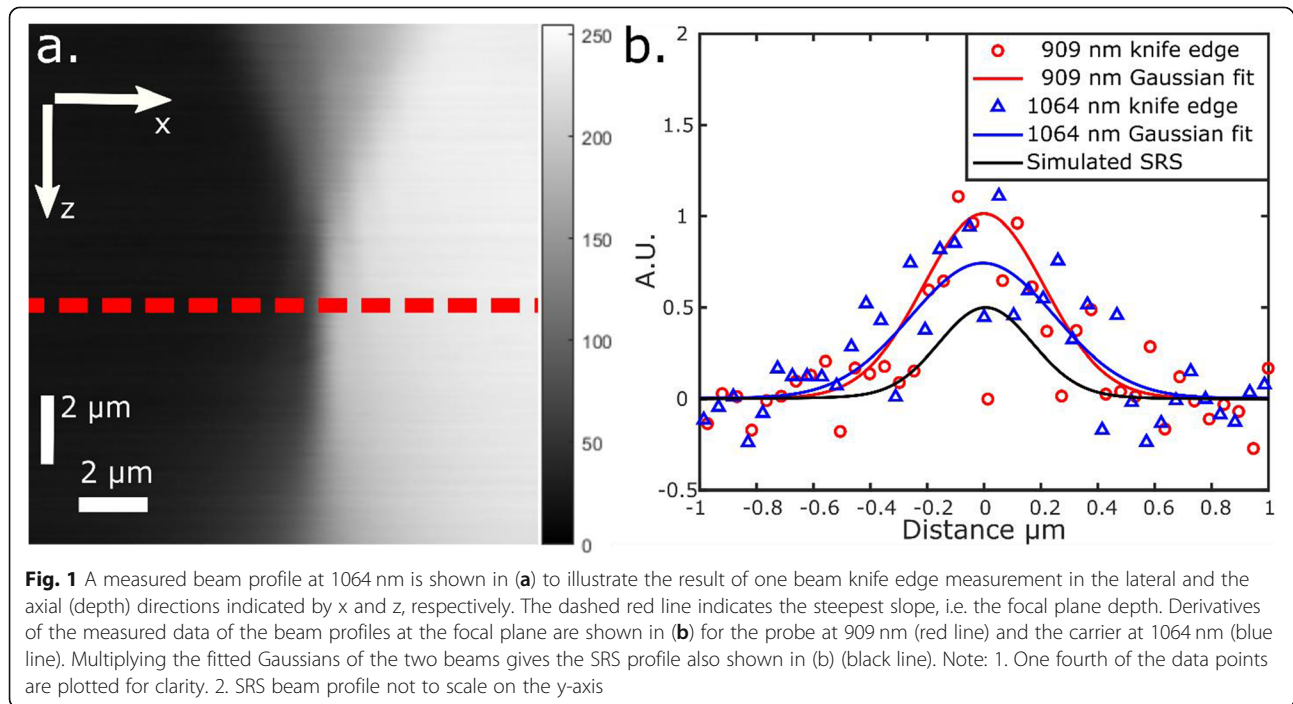 a.
x
z
2 µm
2 µm
250
200
150
100
50
0
b.
2
1.5
1
0.5
0
-0.5
A.U.
-1 -0.8 -0.6 -0.4 -0.2 0 0.2 0.4 0.6 0.8 1
Distance µm
909 nm knife edge
909 nm Gaussian fit
1064 nm knife edge
1064 nm Gaussian fit
Simulated SRS
Fig. 1 A measured beam profile at 1064 nm is shown in (a) to illustrate the result of one beam knife edge measurement in the lateral and the
axial (depth) directions indicated by x and z, respectively. The dashed red line indicates the steepest slope, i.e. the focal plane depth. Derivatives
of the measured data of the beam profiles at the focal plane are shown in (b) for the probe at 909 nm (red line) and the carrier at 1064 nm (blue
line). Multiplying the fitted Gaussians of the two beams gives the SRS profile also shown in (b) (black line). Note: 1. One fourth of the data points
are plotted for clarity. 2. SRS beam profile not to scale on the y-axis